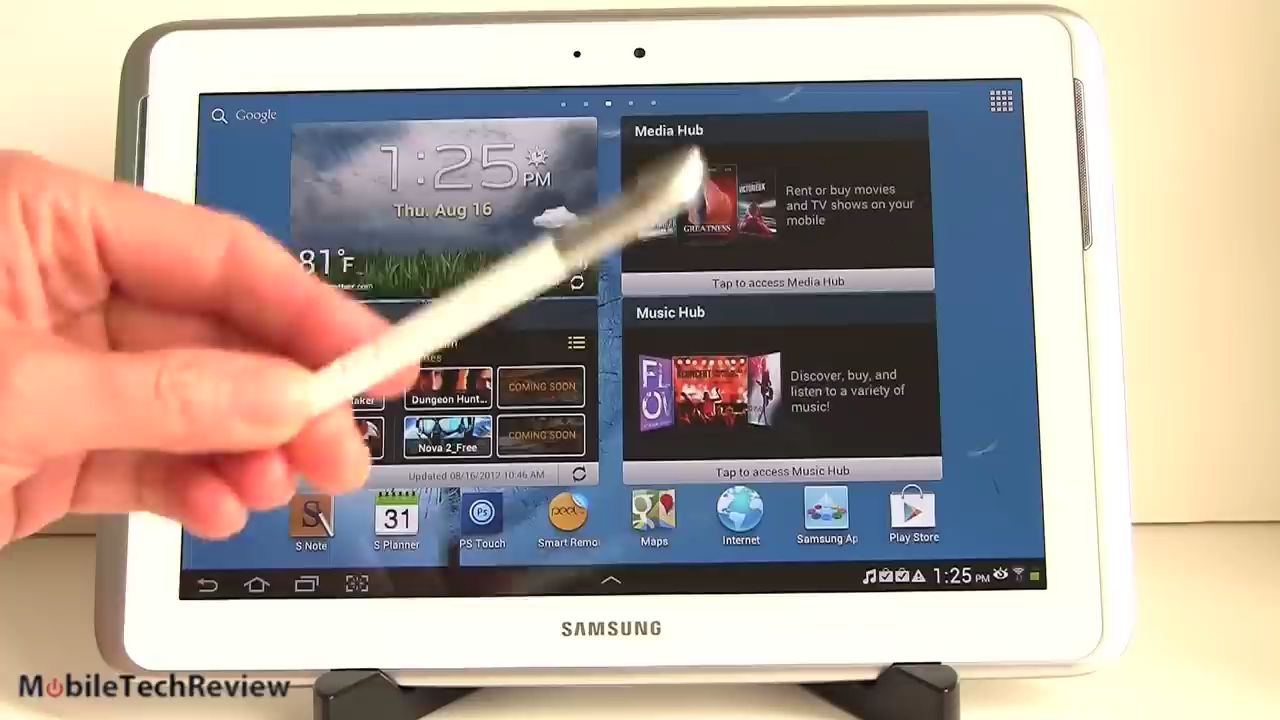 Google
1:25 PM
Thu. Aug 16
81°F
Media Hub
GREATNESS
Rent or buy movies
and TV shows on your
mobile
Tap to access Media Hub
Music Hub
Discover, buy, and
listen to a variety of
music!
Tap to access Music Hub
Dungeon Hunt...
COMING SOON
Nova 2_Free
COMING SOON
Updated 08/16/2012 10:46 AM
S
31
Ps
peel
S Note
S Planner
PS Touch
Smart Remo
Maps
Internet
Samsung Ap
Play Store
1:25 PM
SAMSUNG
MobileTechReview